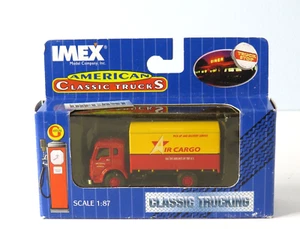 IMEX
Model Company, Inc.
AMERICAN
CLASSIC TRUCKS
AIR CARGO
SCALE 1:87
CLASSIC TRUCKING